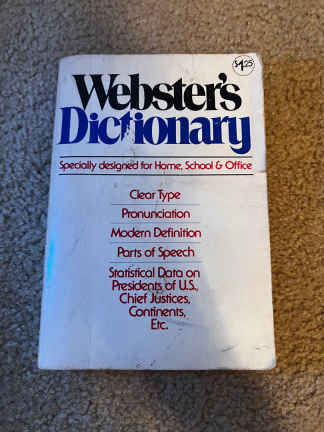 $1.25
Webster's
Dictionary
Specially designed for Home, School & Office
Clear Type
Pronunciation
Modern Definition
Parts of Speech
Statistical Data on
Presidents of U.S.,
Chief Justices,
Continents,
Etc.